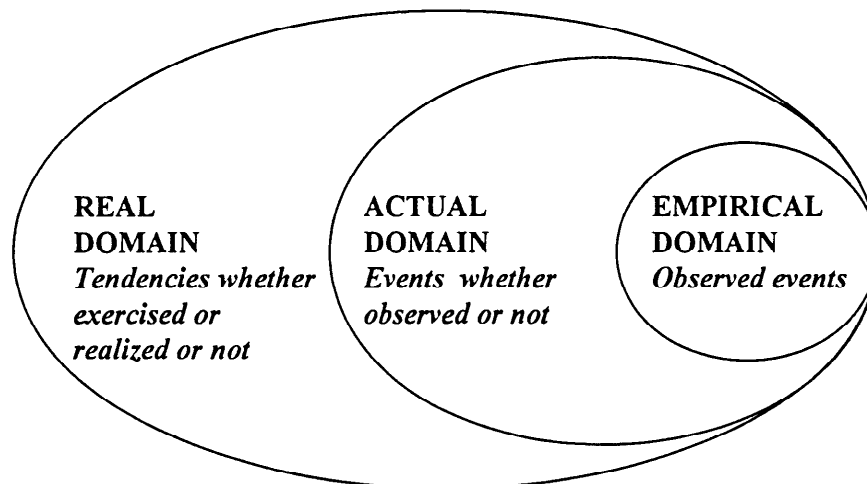 REAL
DOMAIN
Tendencies whether
exercised or
realized or not
ACTUAL
DOMAIN
Events whether
observed or not
EMPIRICAL
DOMAIN
Observed events